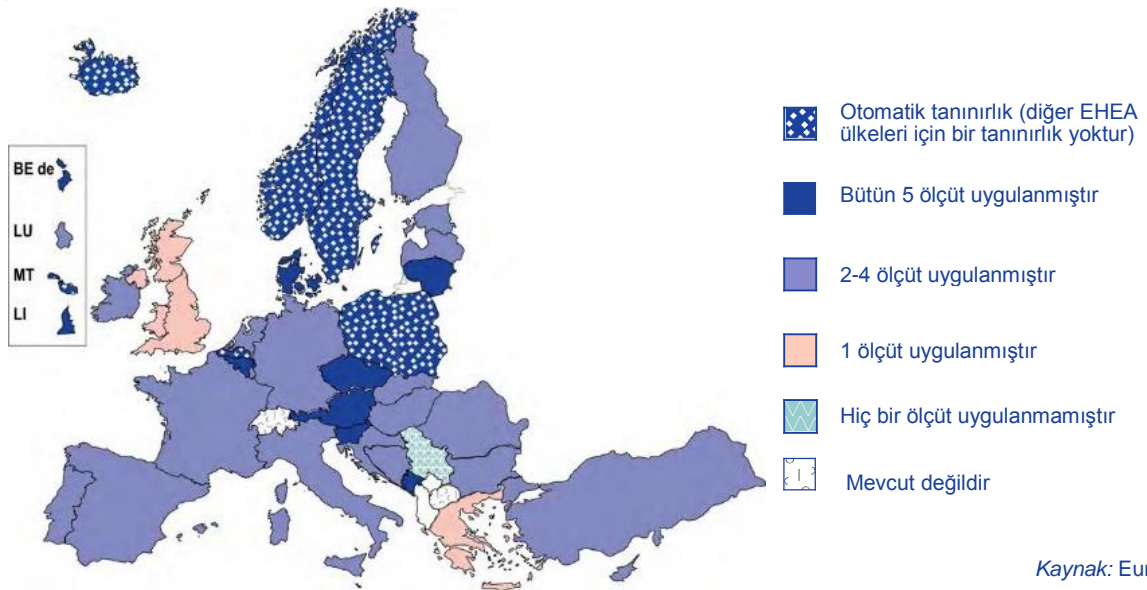 BE de
LU
MT
LI
Otomatik tanınırlık (diğer EHEA
ülkeleri için bir tanınırlık yoktur)
Bütün 5 ölçüt uygulanmıştır
2-4 ölçüt uygulanmıştır
1 ölçüt uygulanmıştır
Hiç bir ölçüt uygulanmamıştır
Mevcut değildir
Kaynak: Eur